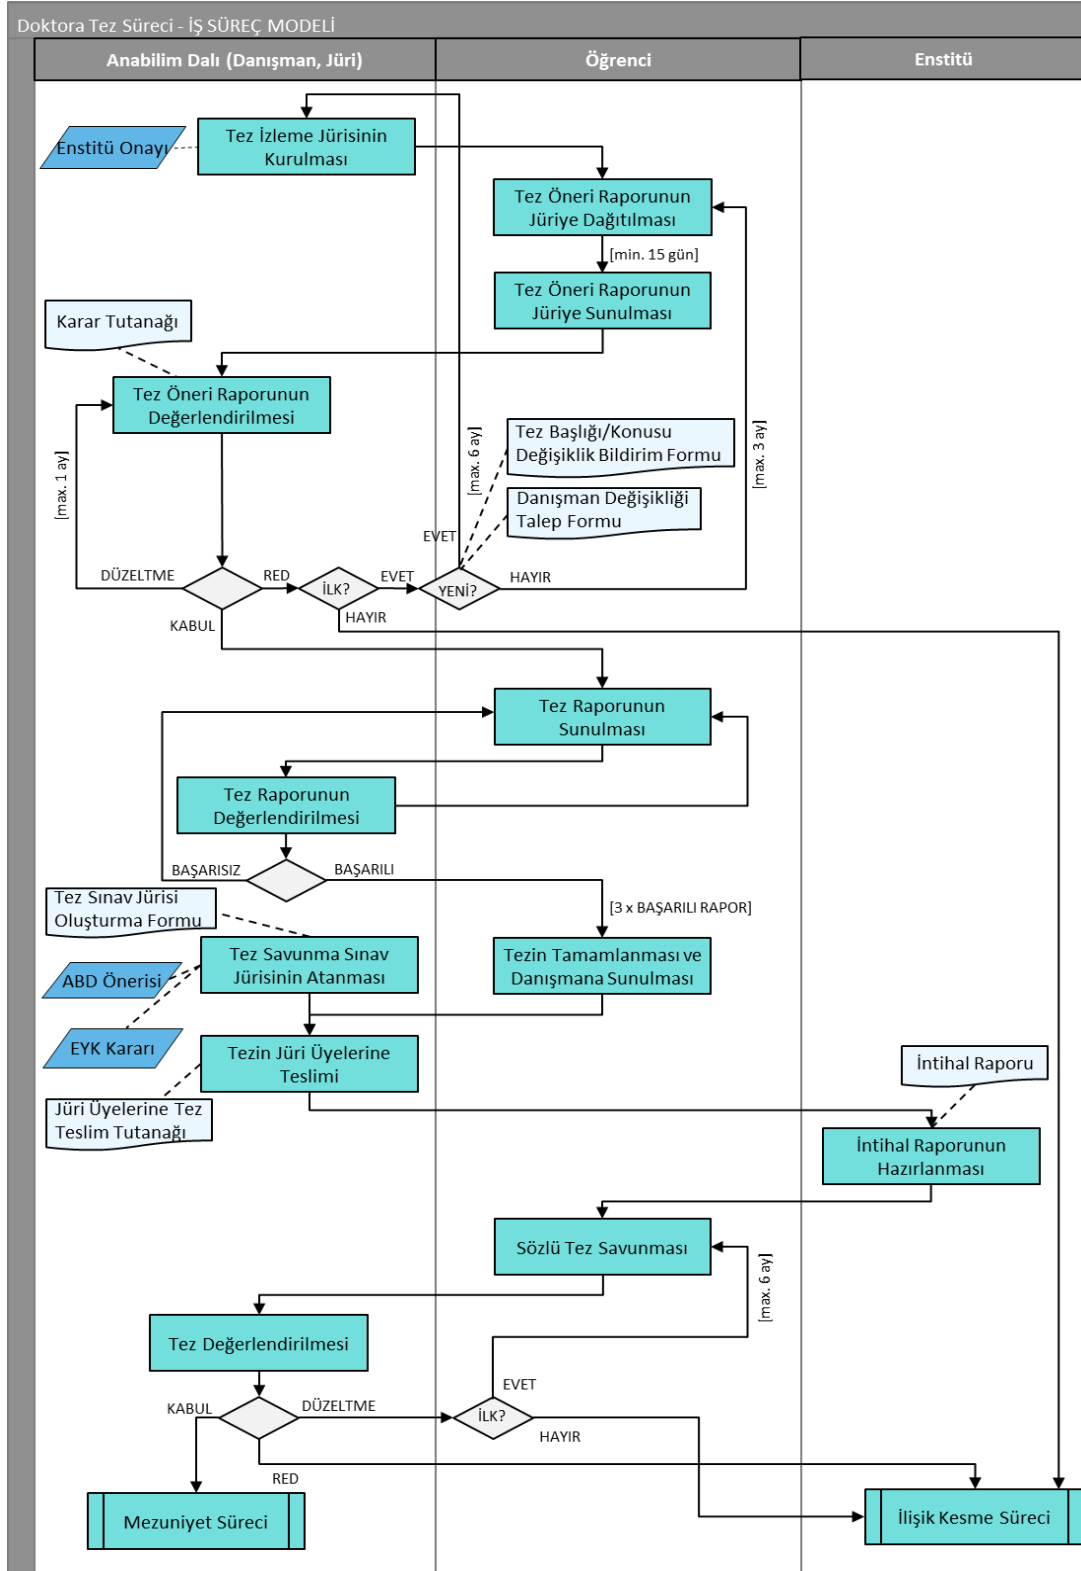 Doktora Tez Süreci - İŞ SÜREÇ MODELİ
Anabilim Dalı (Danışman, Jüri)
Öğrenci
Enstitü
Enstitü Onayı
Tez İzleme Jürisinin
Kurulması
Tez Öneri Raporunun
Jüriye Dağıtılması
[min. 15 gün]
Tez Öneri Raporunun
Jüriye Sunulması
Karar Tutanağı
Tez Öneri Raporunun
Değerlendirilmesi
[max. 1 ay]
[max. 6 ay]
Tez Başlığı/Konusu
Değişiklik Bildirim Formu
[max. 3 ay]
Danışman Değişikliği
Talep Formu
EVET
DÜZELTME
RED
İLK?
EVET
YENİ?
HAYIR
KABUL
HAYIR
Tez Raporunun
Sunulması
Tez Raporunun
Değerlendirilmesi
BAŞARISIZ
BAŞARILI
Tez Sınav Jürisi
Oluşturma Formu
[3 x BAŞARILI RAPOR]
Tez Savunma Sınav
Jürisinin Atanması
Tezin Tamamlanması ve
Danışmana Sunulması
ABD Önerisi
EYK Kararı
Tezin Jüri Üyelerine
Teslimi
İntihal Raporu
Jüri Üyelerine Tez
Teslim Tutanağı
İntihal Raporunun
Hazırlanması
Sözlü Tez Savunması
[max. 6 ay]
Tez Değerlendirilmesi
EVET
KABUL
DÜZELTME
İLK?
HAYIR
RED
Mezuniyet Süreci
İlişik Kesme Süreci